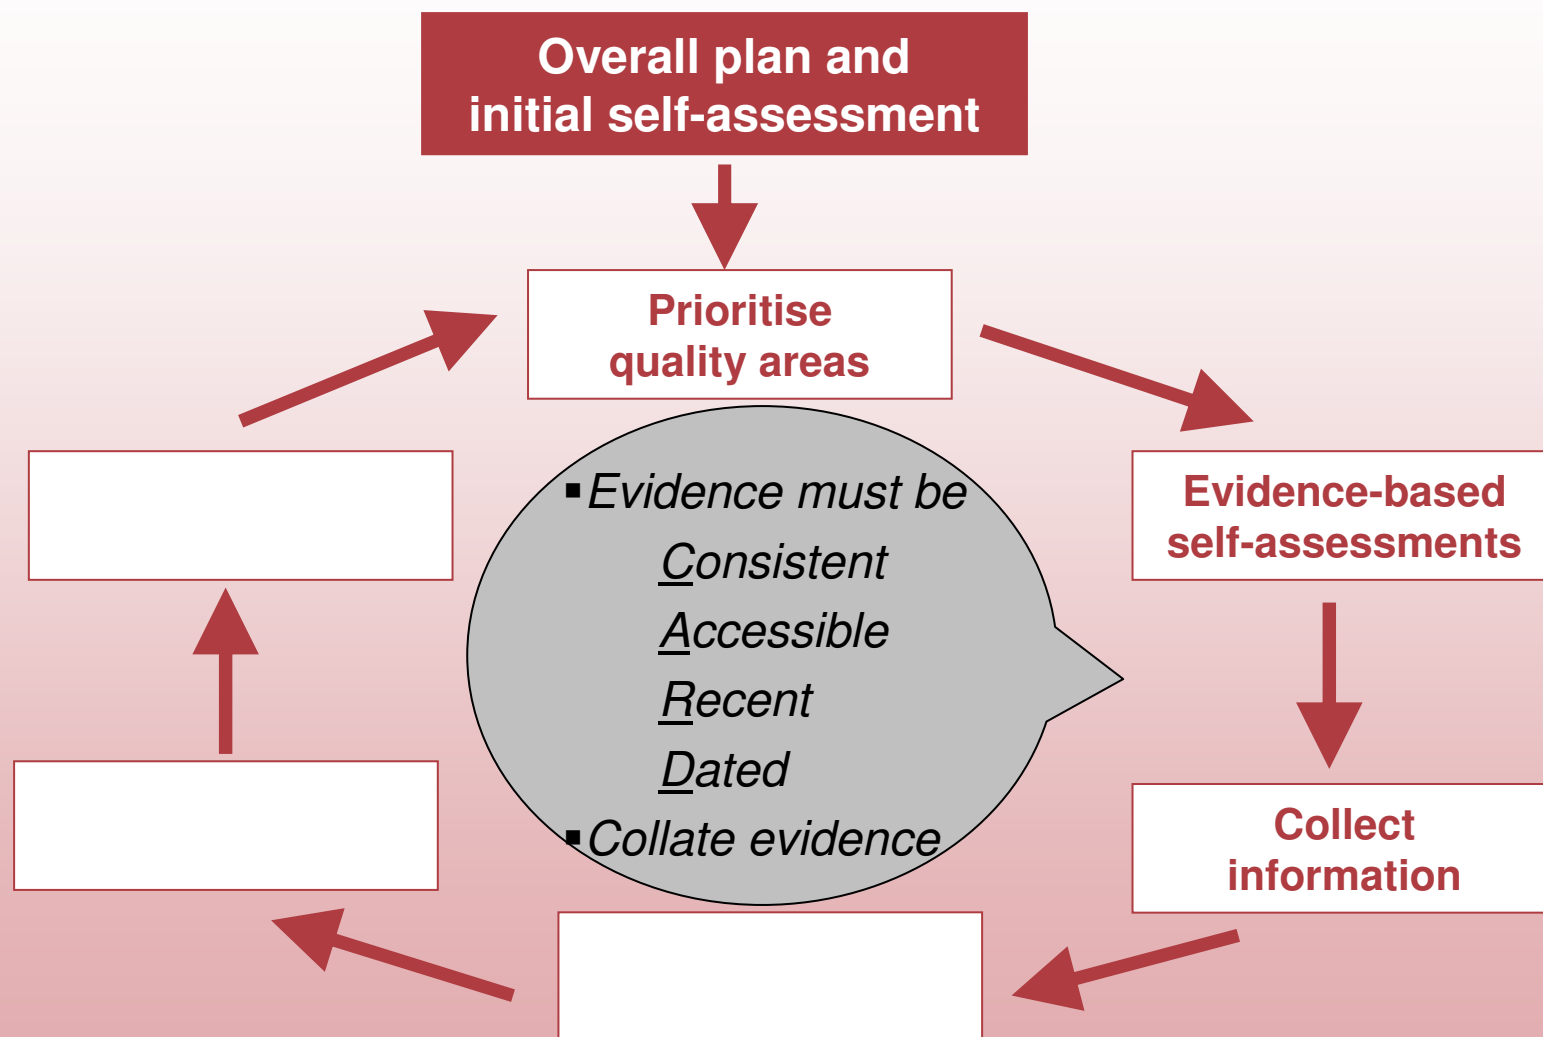 Overall plan and
initial self-assessment
Prioritise
quality areas
Evidence-based
self-assessments
▪Evidence must be
Consistent
Accessible
Recent
Dated
▪Collate evidence
Collect
information